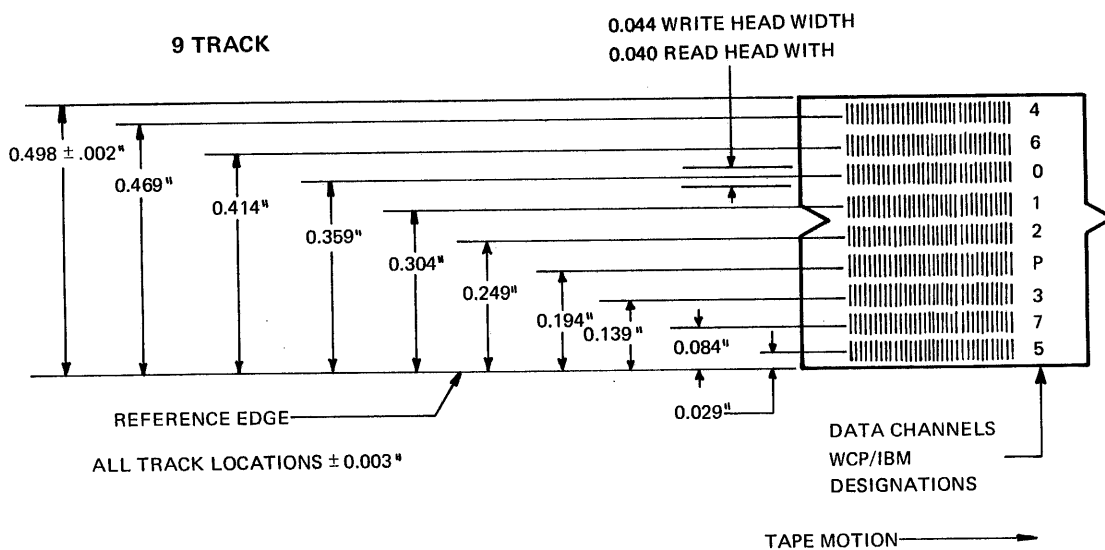 9 TRACK
0.044 WRITE HEAD WIDTH
0.040 READ HEAD WITH
0.498 ± .002"
0.469"
0.414"
0.359"
0.304"
0.249"
0.194"
0.139"
0.084"
0.029"
4
6
0
1
2
P
3
7
5
REFERENCE EDGE
ALL TRACK LOCATIONS ± 0.003"
DATA CHANNELS
WCP/IBM
DESIGNATIONS
TAPE MOTION